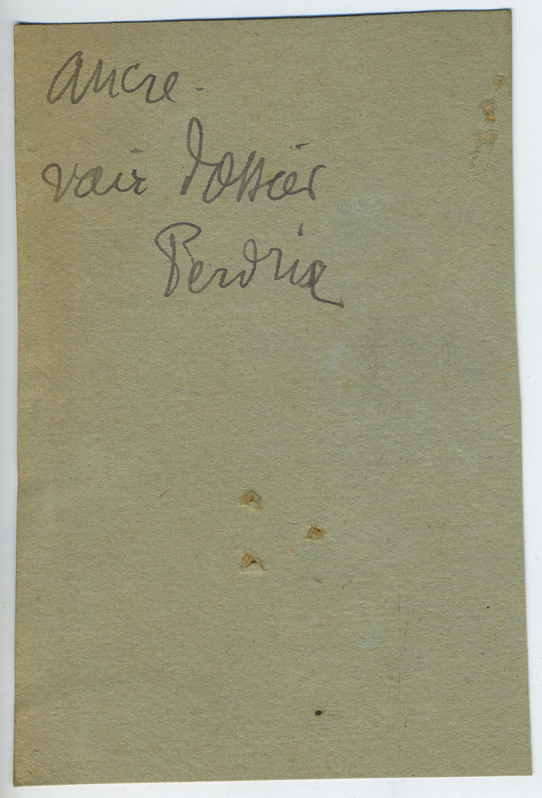 Ancre.
voir dossier
Perdrix